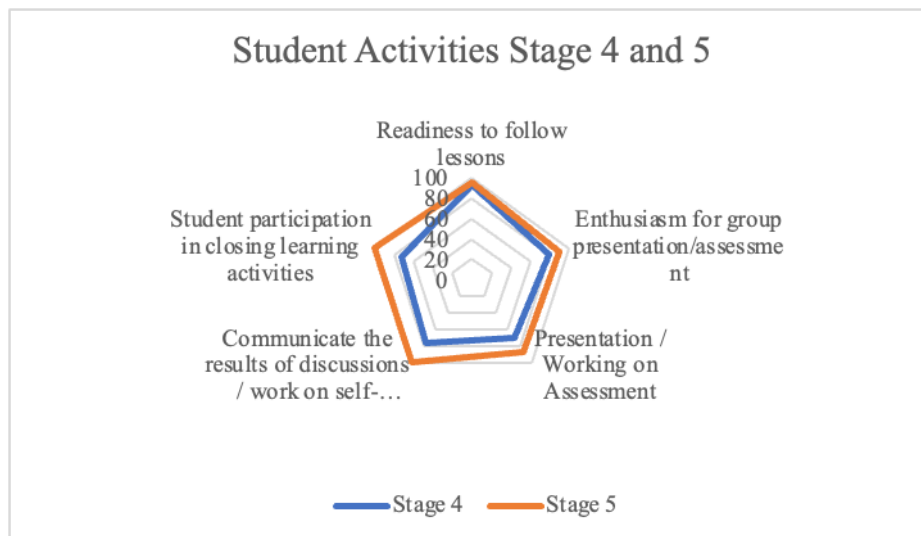 Student Activities Stage 4 and 5
Readiness to follow
lessons
100
80
60
40
20
0
Enthusiasm for group
presentation/assessme
nt
Presentation /
Working on
Assessment
Communicate the
results of discussions
/ work on self-…
Student participation
in closing learning
activities
Stage 4
Stage 5